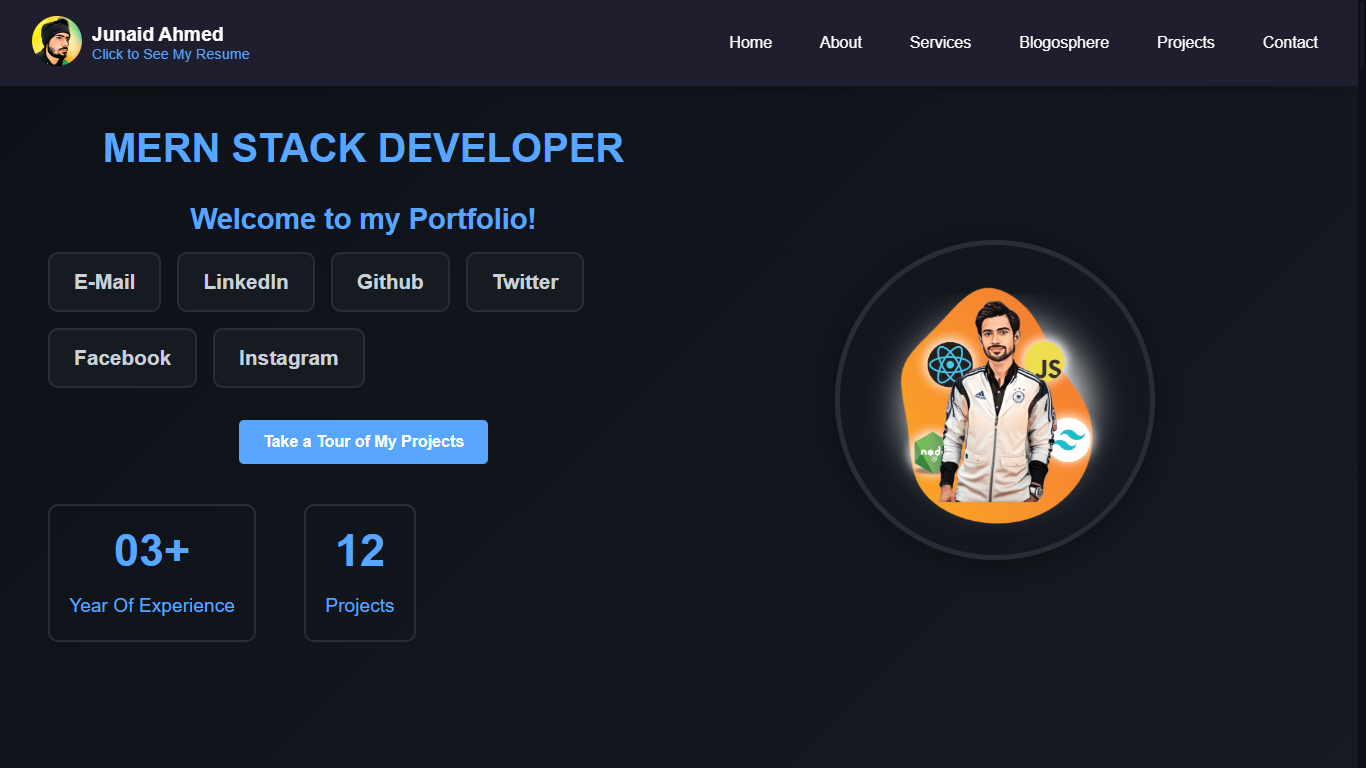 Junaid Ahmed
Click to See My Resume
Home About Services Blogosphere Projects Contact
MERN STACK DEVELOPER
Welcome to my Portfolio!
E-Mail LinkedIn Github Twitter
Facebook Instagram
Take a Tour of My Projects
03+
Year Of Experience
12
Projects
JS